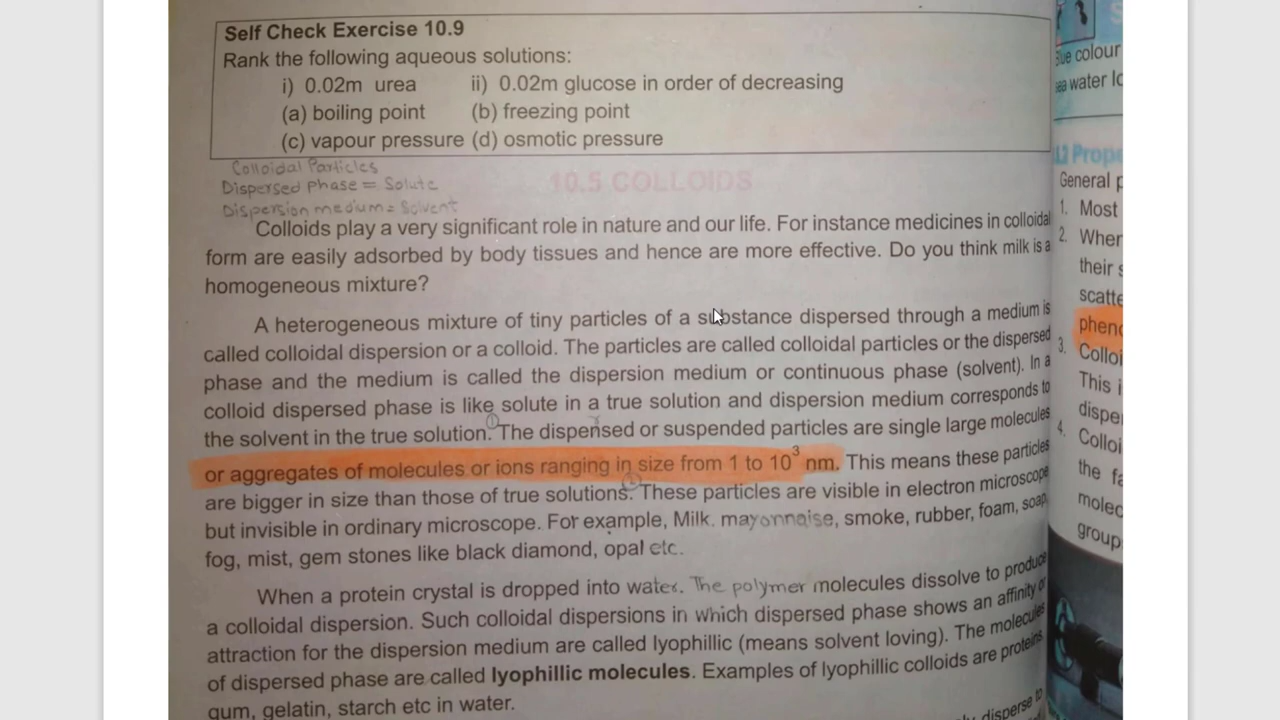 Self Check Exercise 10.9
Rank the following aqueous solutions:
i) 0.02m urea ii) 0.02m glucose in order of decreasing
(a) boiling point (b) freezing point
(c) vapour pressure (d) osmotic pressure
Colloidal Particles
Dispersed Phase = Solute
Dispersion medium = Solvent
10.5 COLLOIDS
Colloids play a very significant role in nature and our life. For instance medicines in colloidal
form are easily adsorbed by body tissues and hence are more effective. Do you think milk is a
homogeneous mixture?
A heterogeneous mixture of tiny particles of a substance dispersed through a medium is
called colloidal dispersion or a colloid. The particles are called colloidal particles or the dispersed
phase and the medium is called the dispersion medium or continuous phase (solvent). In a
colloid dispersed phase is like solute in a true solution and dispersion medium corresponds to
the solvent in the true solution. The dispensed or suspended particles are single large molecules
or aggregates of molecules or ions ranging in size from 1 to 10³ nm. This means these particles
are bigger in size than those of true solutions. These particles are visible in electron microscope
but invisible in ordinary microscope. For example, Milk. mayonnaise, smoke, rubber, foam, soap,
fog, mist, gem stones like black diamond, opal etc.
When a protein crystal is dropped into water. The polymer molecules dissolve to produce
a colloidal dispersion. Such colloidal dispersions in which dispersed phase shows an affinity or
attraction for the dispersion medium are called lyophillic (means solvent loving). The molecules
of dispersed phase are called lyophillic molecules. Examples of lyophillic colloids are proteins,
gum, gelatin, starch etc in water.
disperse to
colour
water
General
1. Most
2. When
their
3.
This
4.
the
group